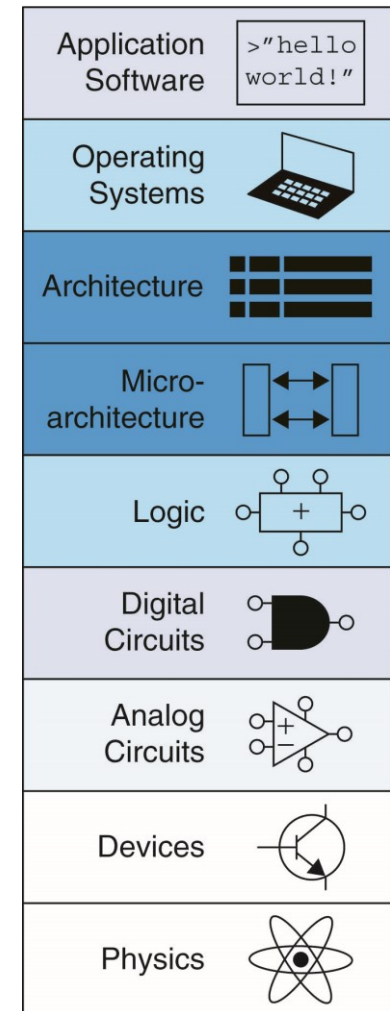 Application
Software
>"hello
world!"
Operating
Systems
Architecture
Micro-
architecture
Logic
+
Digital
Circuits
Analog
Circuits
+
−
Devices
Physics